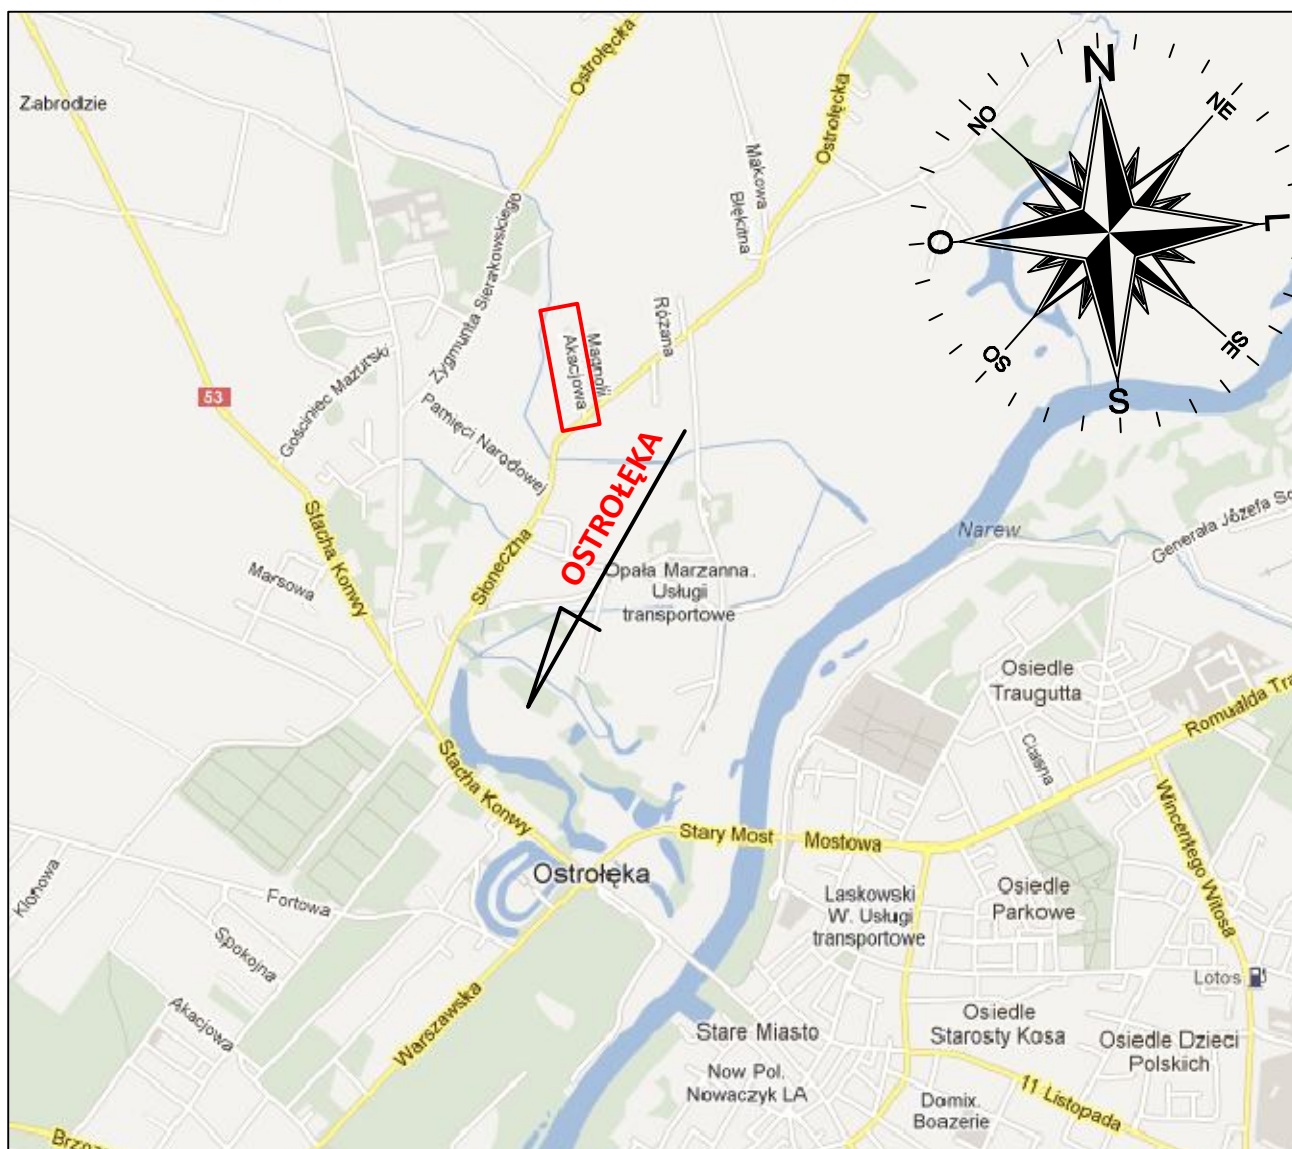 Zabrodzie
Ostrołęcka
Ostrołęcka
Makowa
Błękitna
N
NE
L
SE
S
SO
O
NO
Zygmunta Sierakowskiego
Różana
Magnolii
Akacjowa
Gościniec Mazurski
53
Pamięci Narodowej
OSTROŁĘKA
Stacha Konwy
Słoneczna
Marsowa
Narew
Generała Józefa So
Opała Marzanna.
Usługi
transportowe
Osiedle
Traugutta
Romualda Tra
Ciasna
Stacha Konwy
Wincentego Witosa
Stary Most
Mostowa
Ostrołęka
Klonowa
Fortowa
Spokojna
Akacjowa
Warszawska
Laskowski
W. Usługi
transportowe
Osiedle
Parkowe
Lotos
Stare Miasto
Osiedle
Starosty Kosa
Osiedle Dzieci
Polskich
Now Pol.
Nowaczyk LA
Domix.
Boazerie
11 Listopada
Brzoz